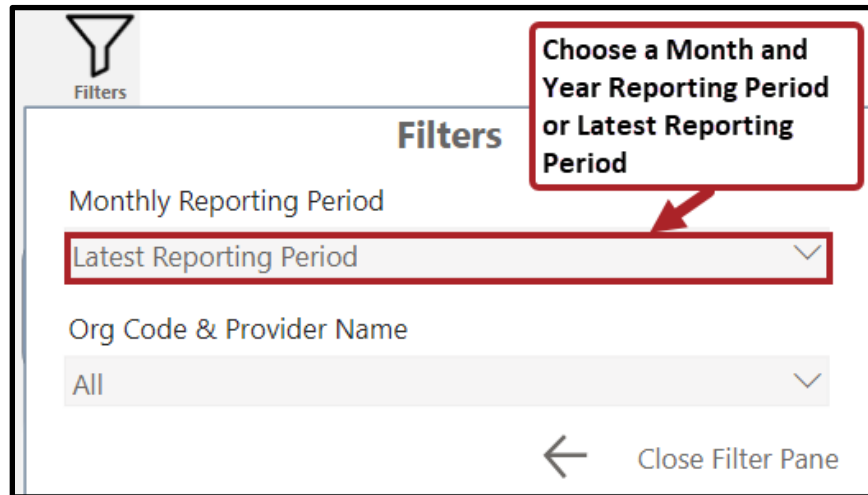 Filters
Choose a Month and
Year Reporting Period
or Latest Reporting
Period
Filters
Monthly Reporting Period
Latest Reporting Period
Org Code & Provider Name
All
Close Filter Pane